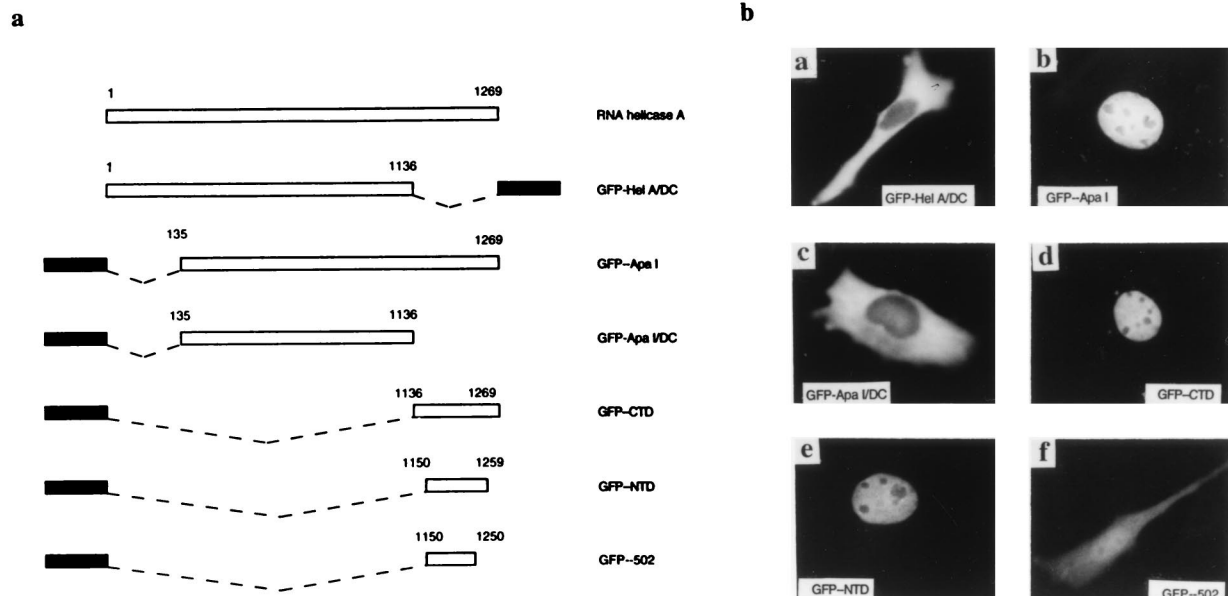 a
1 1269
RNA helicase A
1 1136
GFP-Hel A/DC
135 1269
GFP--Apa I
135 1136
GFP-Apa I/DC
1136 1269
GFP–CTD
1150 1259
GFP–NTD
1150 1250
GFP--502
b
a
GFP-Hel A/DC
b
GFP--Apa I
c
GFP-Apa I/DC
d
GFP–CTD
e
GFP–NTD
f
GFP--502